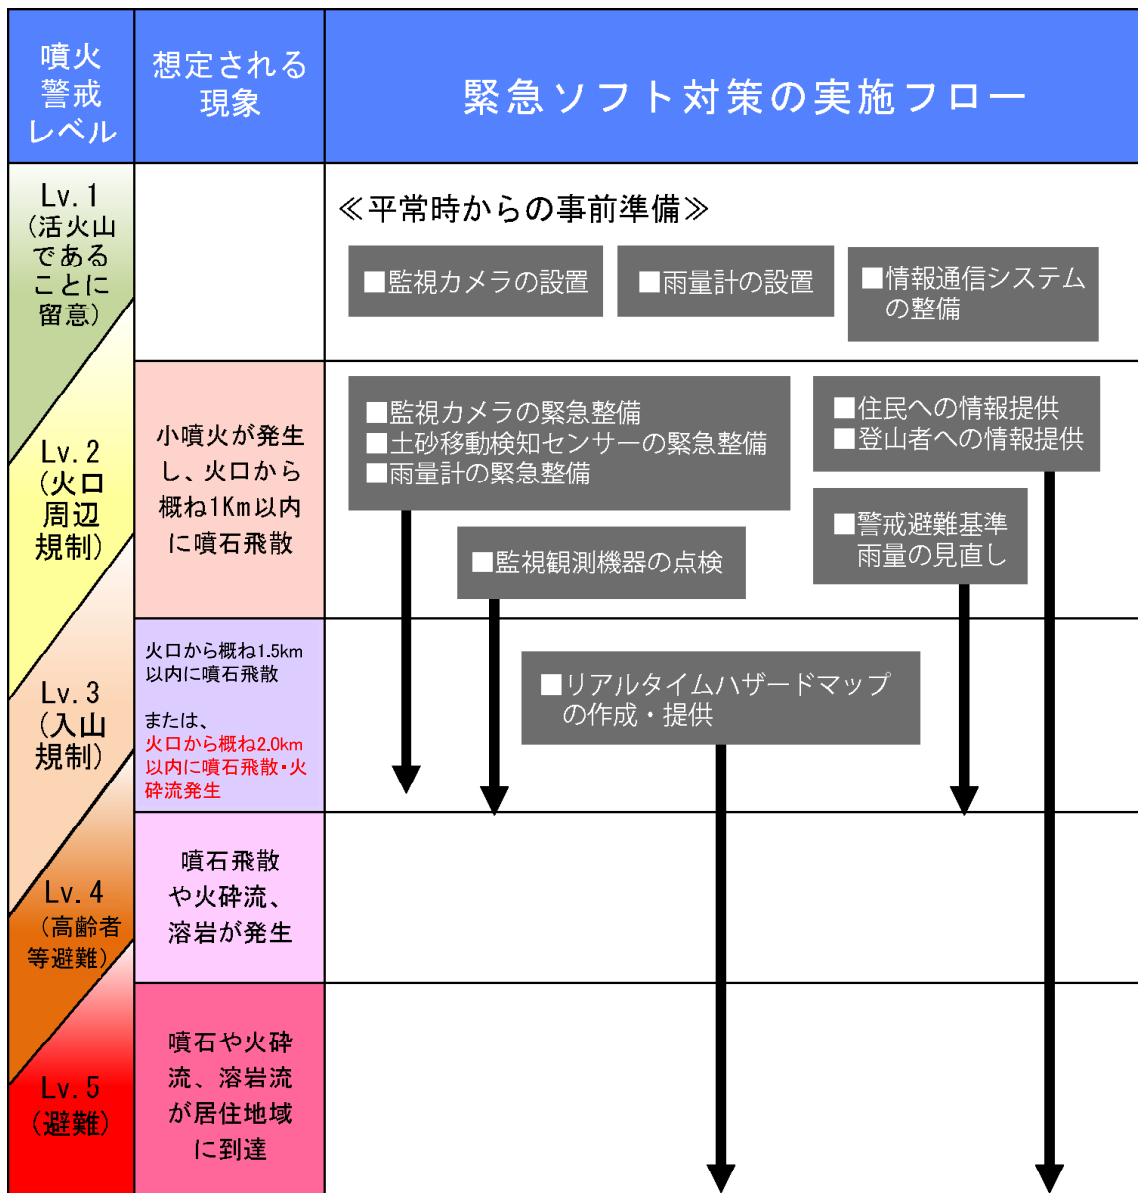 噴火
警戒
レベル
想定される
現象
緊急ソフト対策の実施フロー
Lv.1
(活火山
である
ことに
留意)
≪平常時からの事前準備≫
■監視カメラの設置
■雨量計の設置
■情報通信システム
の整備
Lv.2
(火口
周辺
規制)
小噴火が発生
し、火口から
概ね1Km以内
に噴石飛散
■監視カメラの緊急整備
■土砂移動検知センサーの緊急整備
■雨量計の緊急整備
■住民への情報提供
■登山者への情報提供
■監視観測機器の点検
■警戒避難基準
雨量の見直し
Lv.3
(入山
規制)
火口から概ね1.5km
以内に噴石飛散
または、
火口から概ね2.0km
以内に噴石飛散・火
砕流発生
■リアルタイムハザードマップ
の作成・提供
Lv.4
(高齢者
等避難)
噴石飛散
や火砕流、
溶岩が発生
Lv.5
(避難)
噴石や火砕
流、溶岩流
が居住地域
に到達